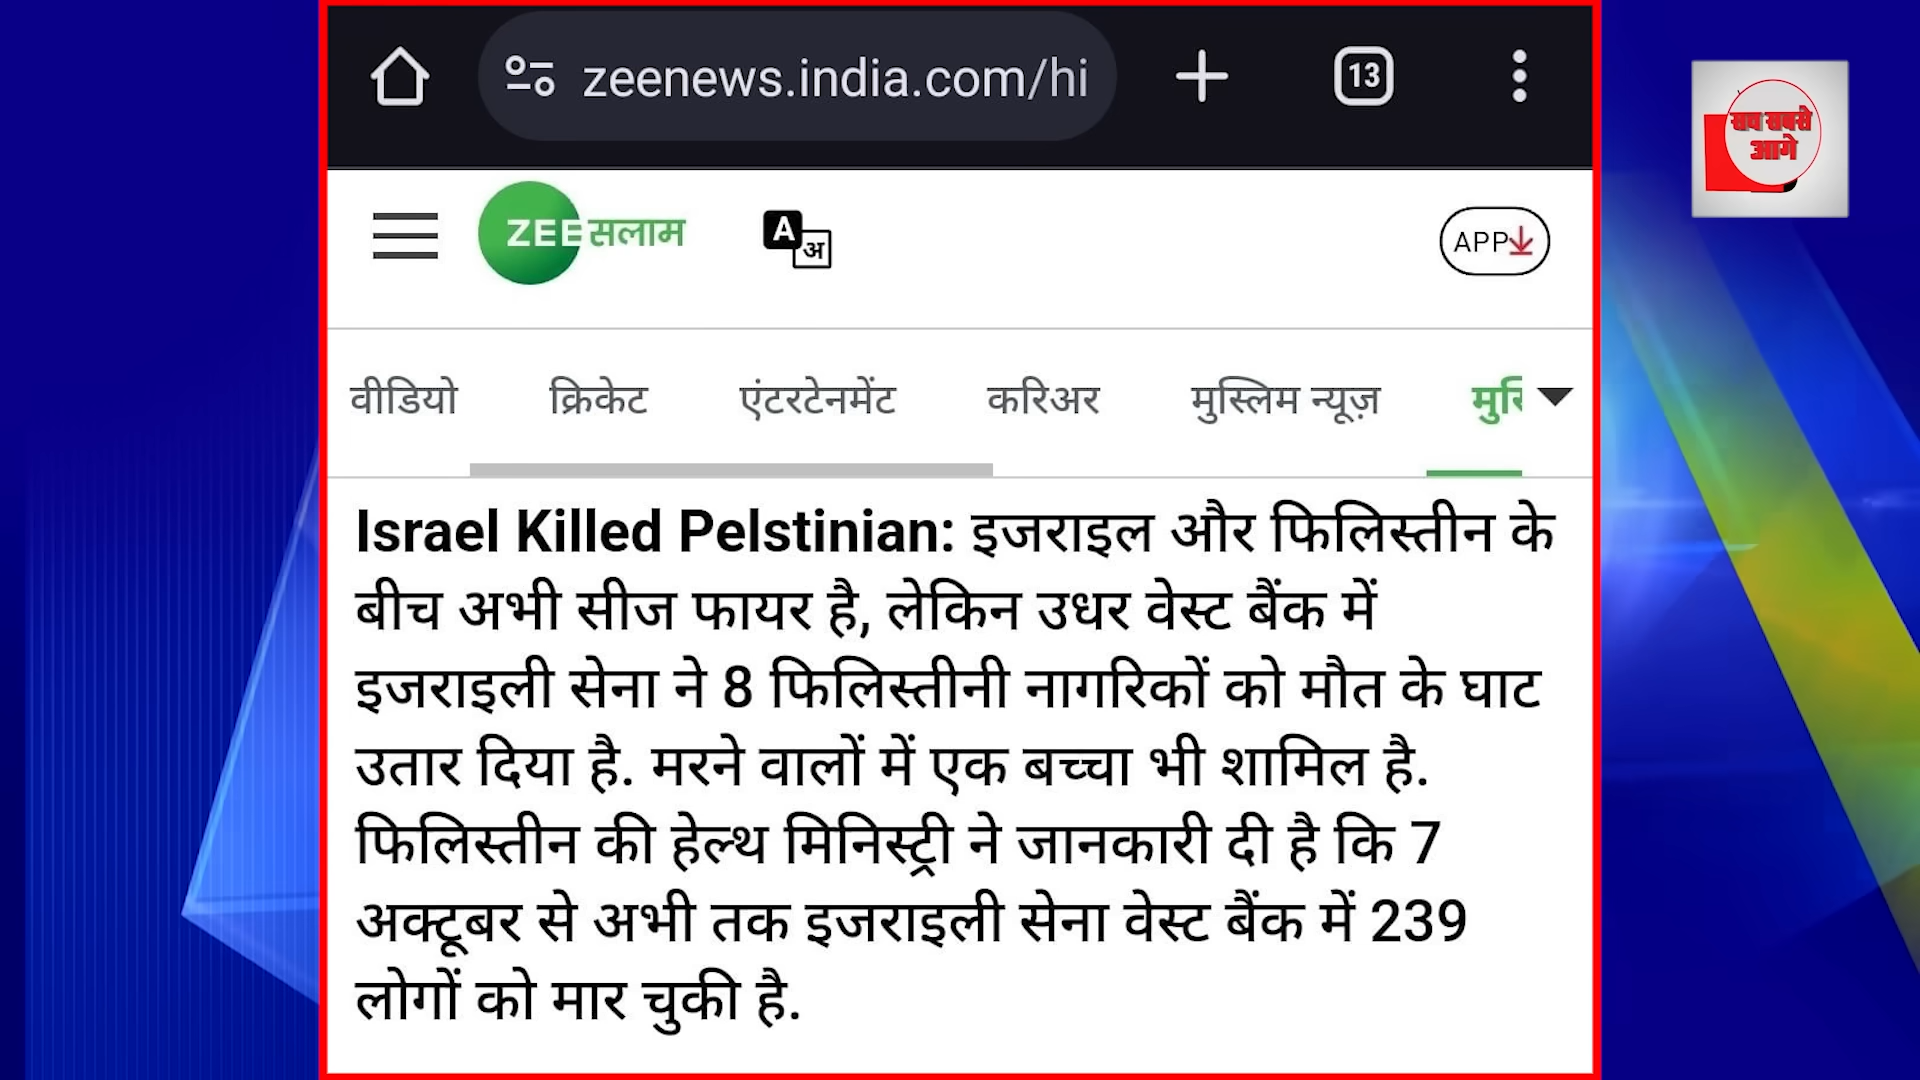 zeenews.india.com/hi
13
सच सबसे
आगे
ZEE सलाम
A अ
APP
वीडियो क्रिकेट एंटरटेनमेंट करिअर मुस्लिम न्यूज़
Israel Killed Pelstinian: इजराइल और फिलिस्तीन के
बीच अभी सीज फायर है, लेकिन उधर वेस्ट बैंक में
इजराइली सेना ने 8 फिलिस्तीनी नागरिकों को मौत के घाट
उतार दिया है. मरने वालों में एक बच्चा भी शामिल है.
फिलिस्तीन की हेल्थ मिनिस्ट्री ने जानकारी दी है कि 7
अक्टूबर से अभी तक इजराइली सेना वेस्ट बैंक में 239
लोगों को मार चुकी है.